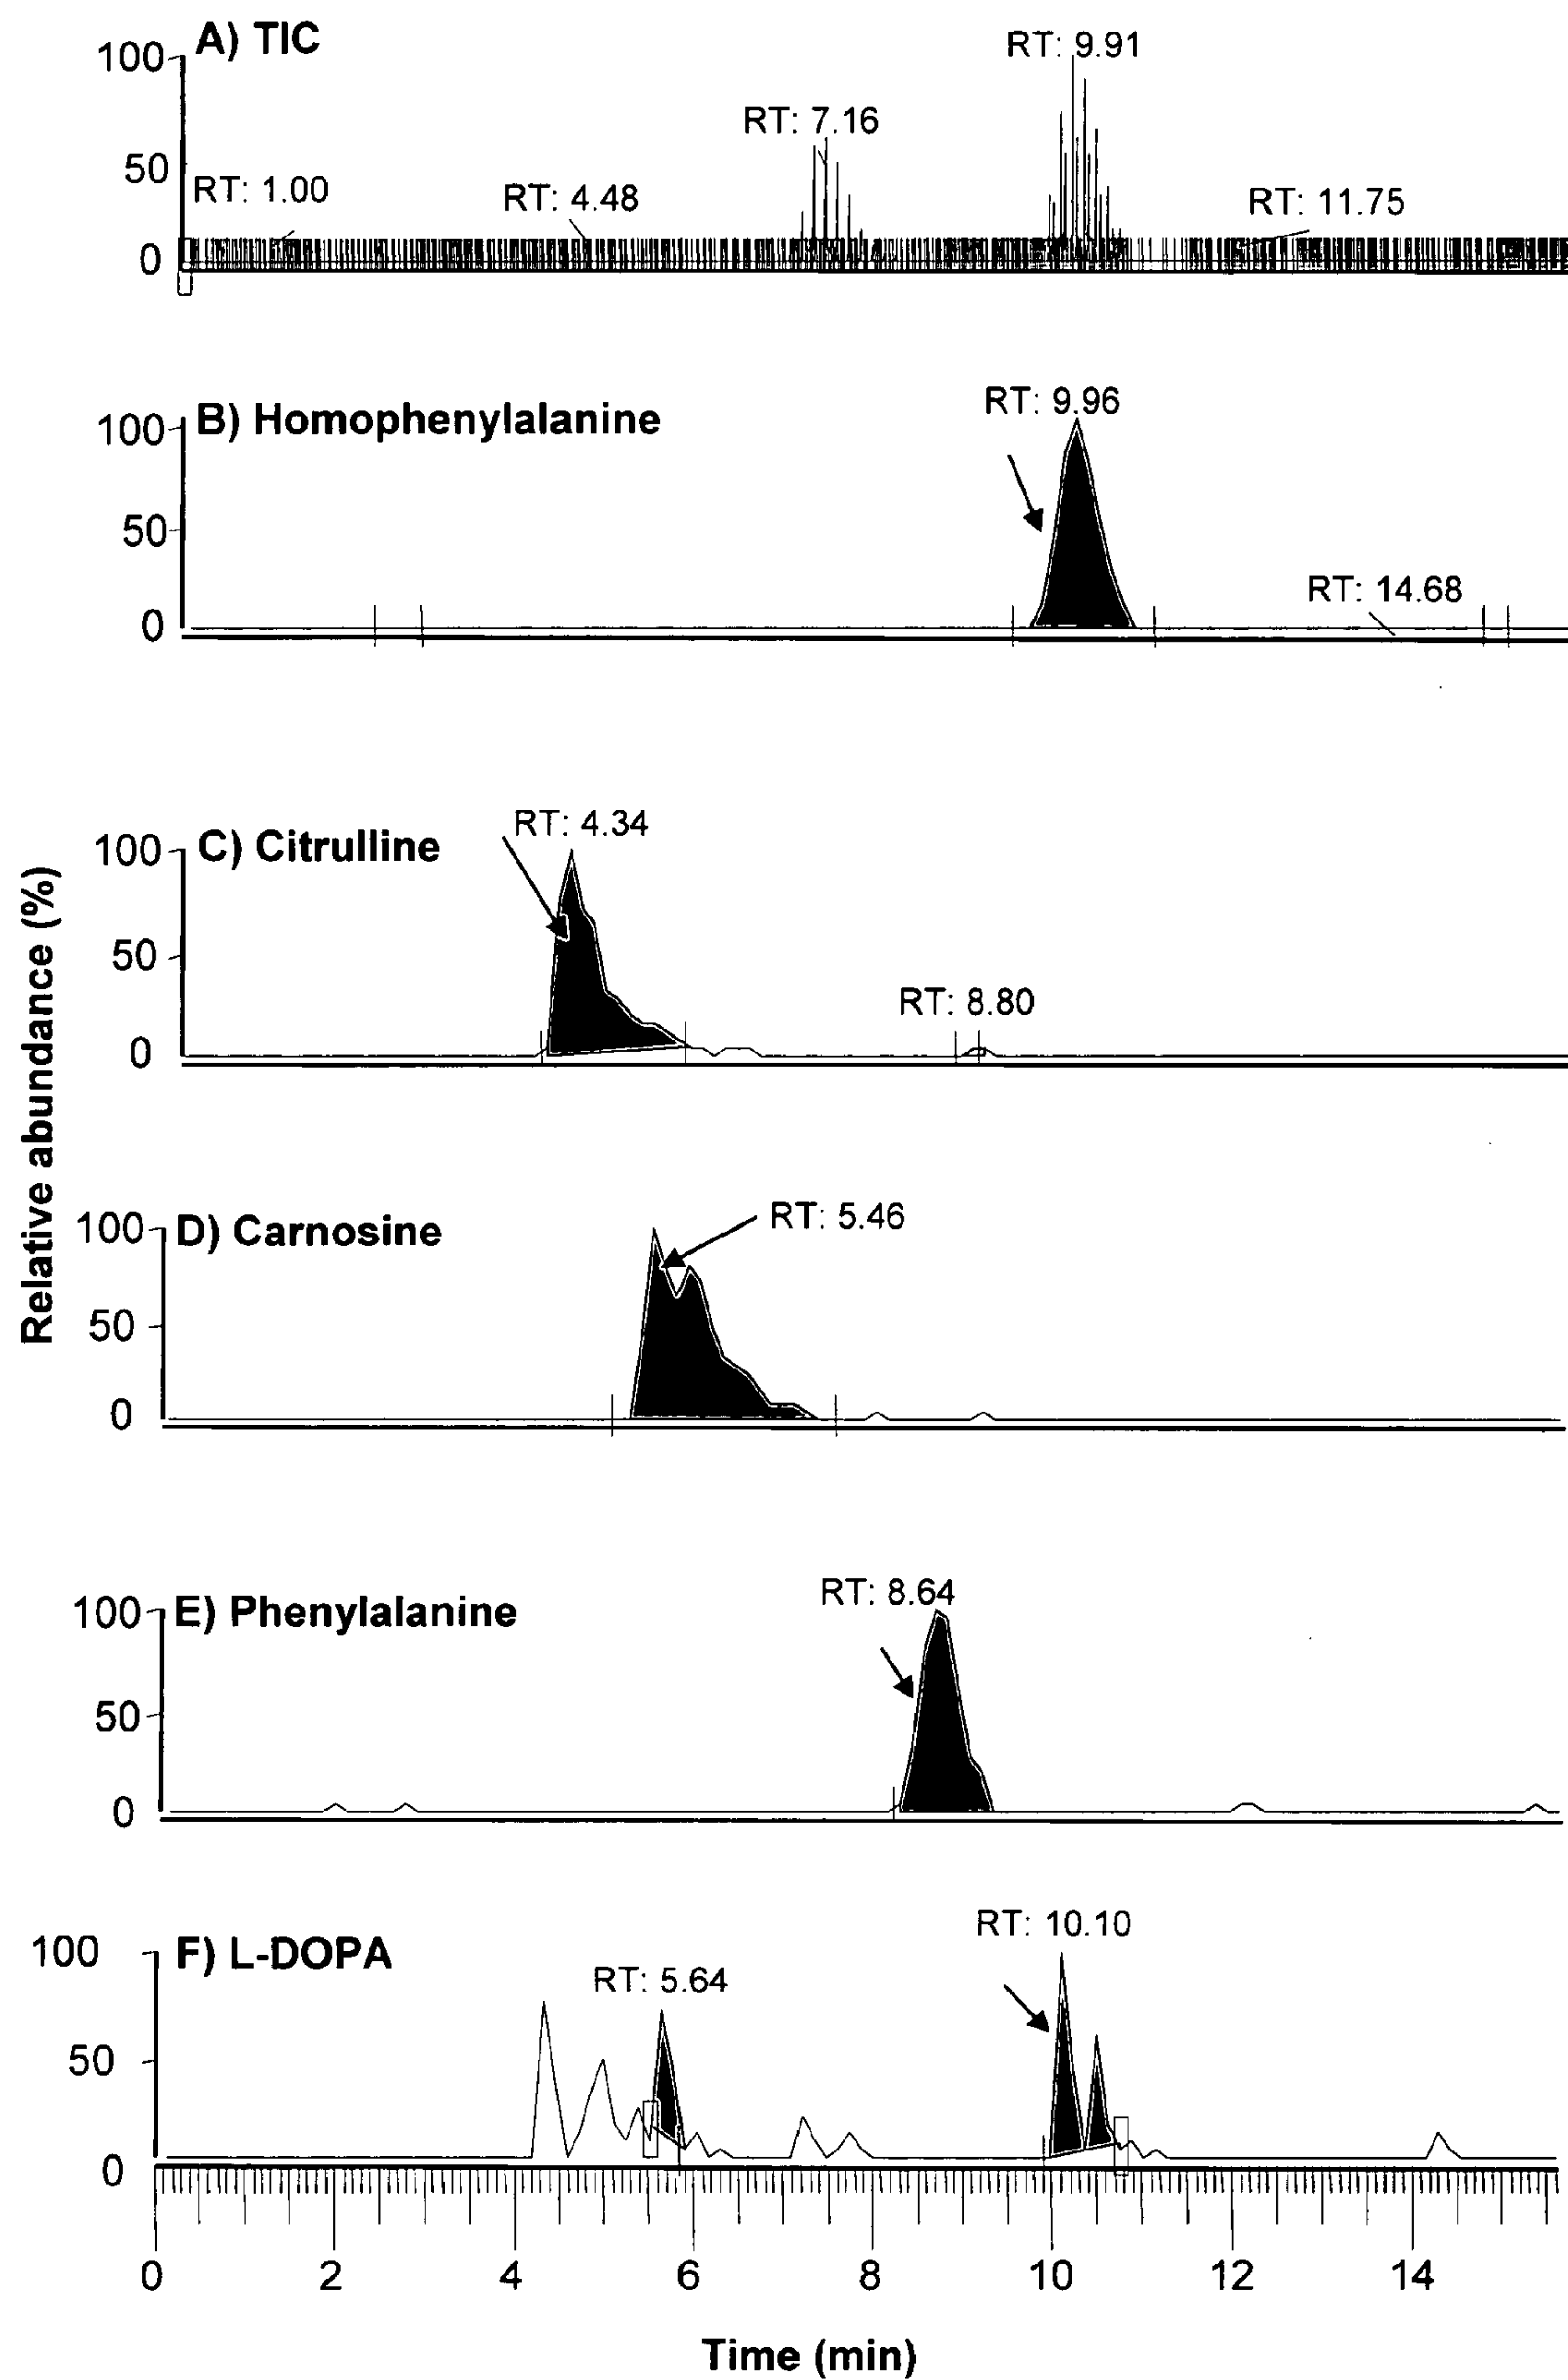 A) TIC
100
50
0
RT: 1.00
RT: 4.48
RT: 7.16
RT: 9.91
RT: 11.75
B) Homophenylalanine
100
50
0
RT: 9.96
RT: 14.68
C) Citrulline
100
50
0
RT: 4.34
RT: 8.80
D) Carnosine
100
50
0
RT: 5.46
E) Phenylalanine
100
50
0
RT: 8.64
F) L-DOPA
100
50
0
RT: 5.64
RT: 10.10
0 2 4 6 8 10 12 14
Time (min)
Relative abundance (%)